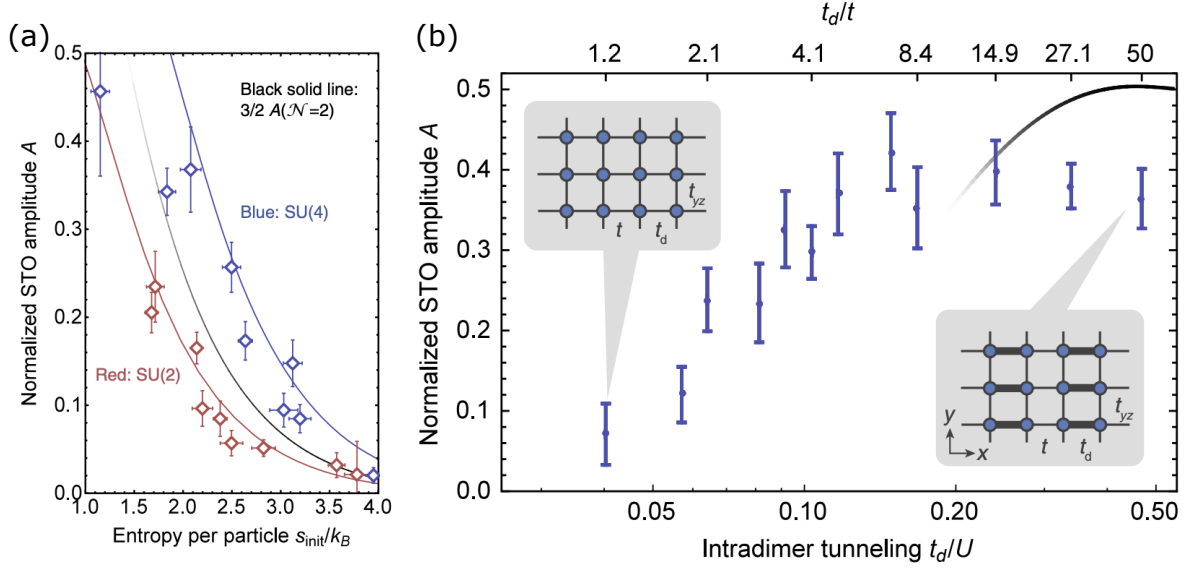 (a)
Normalized STO amplitude A
0.5
0.4
0.3
0.2
0.1
0.0
1.0 1.5 2.0 2.5 3.0 3.5 4.0
Entropy per particle s_init/k_B
Black solid line:
3/2 A(𝒩=2)
Blue: SU(4)
Red: SU(2)
(b)
t_d/t
1.2 2.1 4.1 8.4 14.9 27.1 50
Normalized STO amplitude A
0.5
0.4
0.3
0.2
0.1
0.0
0.05 0.10 0.20 0.50
Intradimer tunneling t_d/U
t_yz
t t_d
t_yz
y
x t t_d